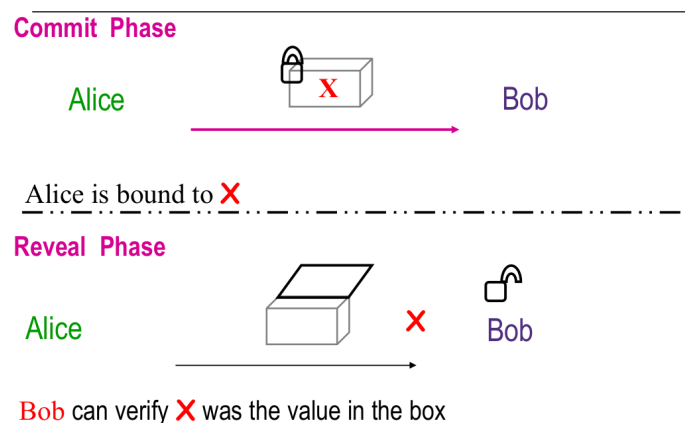 Commit Phase
X
Alice
Bob
Alice is bound to X
Reveal Phase
Alice
X
Bob
Bob can verify X was the value in the box